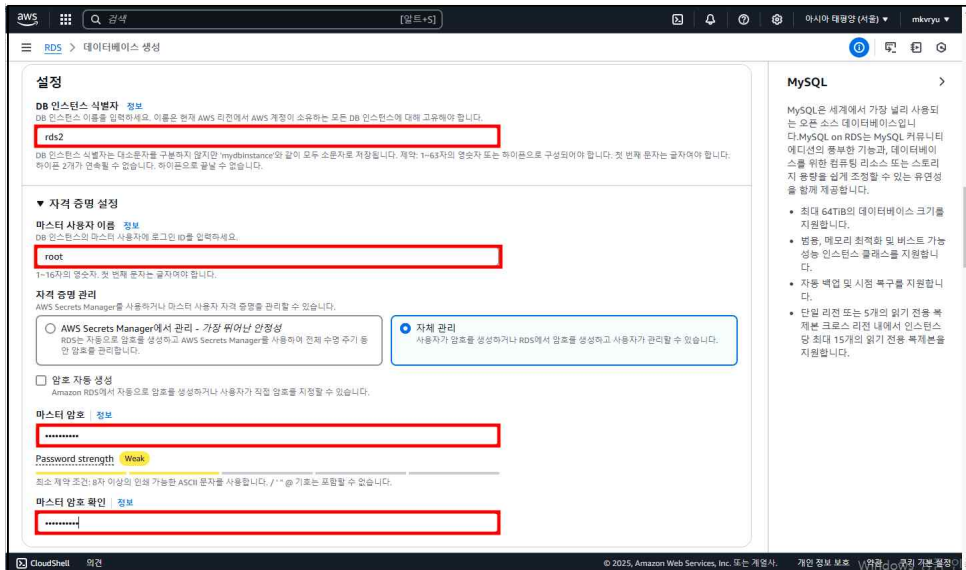 aws
검색
[알트+S]
아시아 태평양 (서울) ▼
mkvryu ▼
RDS > 데이터베이스 생성
설정
DB 인스턴스 식별자 정보
DB 인스턴스 이름을 입력하세요. 이름은 현재 AWS 리전에서 AWS 계정이 소유하는 모든 DB 인스턴스에 대해 고유해야 합니다.
rds2
DB 인스턴스 식별자는 대소문자를 구분하지 않지만 'mydbinstance'와 같이 모두 소문자로 저장됩니다. 제약: 1~63자의 영숫자 또는 하이픈으로 구성되어야 합니다. 첫 번째 문자는 글자여야 합니다.
하이픈 2개가 연속될 수 없습니다. 하이픈으로 끝날 수 없습니다.
▼ 자격 증명 설정
마스터 사용자 이름 정보
DB 인스턴스의 마스터 사용자에 로그인 ID를 입력하세요.
root
1~16자의 영숫자. 첫 번째 문자는 글자여야 합니다.
자격 증명 관리
AWS Secrets Manager를 사용하거나 마스터 사용자 자격 증명을 관리할 수 있습니다.
AWS Secrets Manager에서 관리 - 가장 뛰어난 안정성
RDS는 자동으로 암호를 생성하고 AWS Secrets Manager를 사용하여 전체 수명 주기 동
안 암호를 관리합니다.
자체 관리
사용자가 암호를 생성하거나 RDS에서 암호를 생성하고 사용자가 관리할 수 있습니다.
암호 자동 생성
Amazon RDS에서 자동으로 암호를 생성하거나 사용자가 직접 암호를 지정할 수 있습니다.
마스터 암호 | 정보
••••••••••
Password strength Weak
최소 제약 조건: 8자 이상의 인쇄 가능한 ASCII 문자를 사용합니다. / ' " @ 기호는 포함할 수 없습니다.
마스터 암호 확인 | 정보
••••••••••
MySQL
MySQL은 세계에서 가장 널리 사용되
는 오픈 소스 데이터베이스입니
다.MySQL on RDS는 MySQL 커뮤니티
에디션의 풍부한 기능과, 데이터베이
스를 위한 컴퓨팅 리소스 또는 스토리
지 용량을 쉽게 조정할 수 있는 유연성
을 함께 제공합니다.
• 최대 64TiB의 데이터베이스 크기를
지원합니다.
• 범용, 메모리 최적화 및 버스트 가능
성능 인스턴스 클래스를 지원합니
다.
• 자동 백업 및 시점 복구를 지원합니
다.
• 단일 리전 또는 5개의 읽기 전용 복
제본 크로스 리전 내에서 인스턴스
당 최대 15개의 읽기 전용 복제본을
지원합니다.
CloudShell 의견
© 2025, Amazon Web Services, Inc. 또는 계열사. 개인 정보 보호 약관 쿠키 기본 설정
Windows